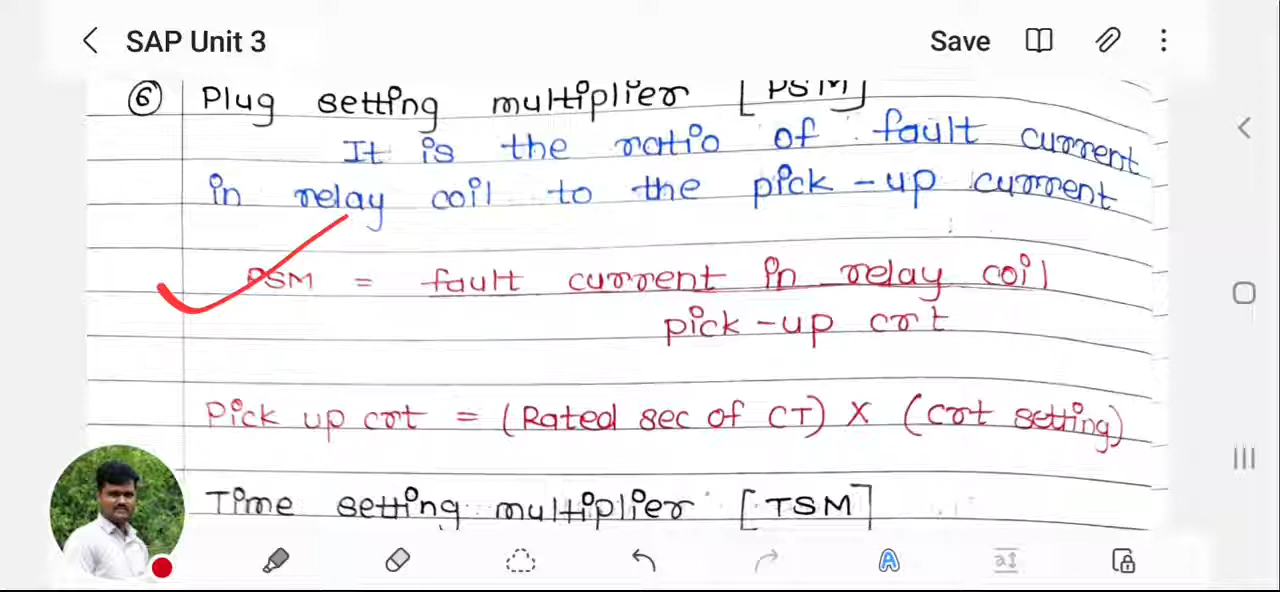 SAP Unit 3
Save
⑥ Plug setting multiplier [PSM]
It is the ratio of fault current
in relay coil to the pick-up current
PSM = fault current in relay coil
pick-up crt
Pick up crt = (Rated sec of CT) X (crt setting)
Time setting multiplier [TSM]